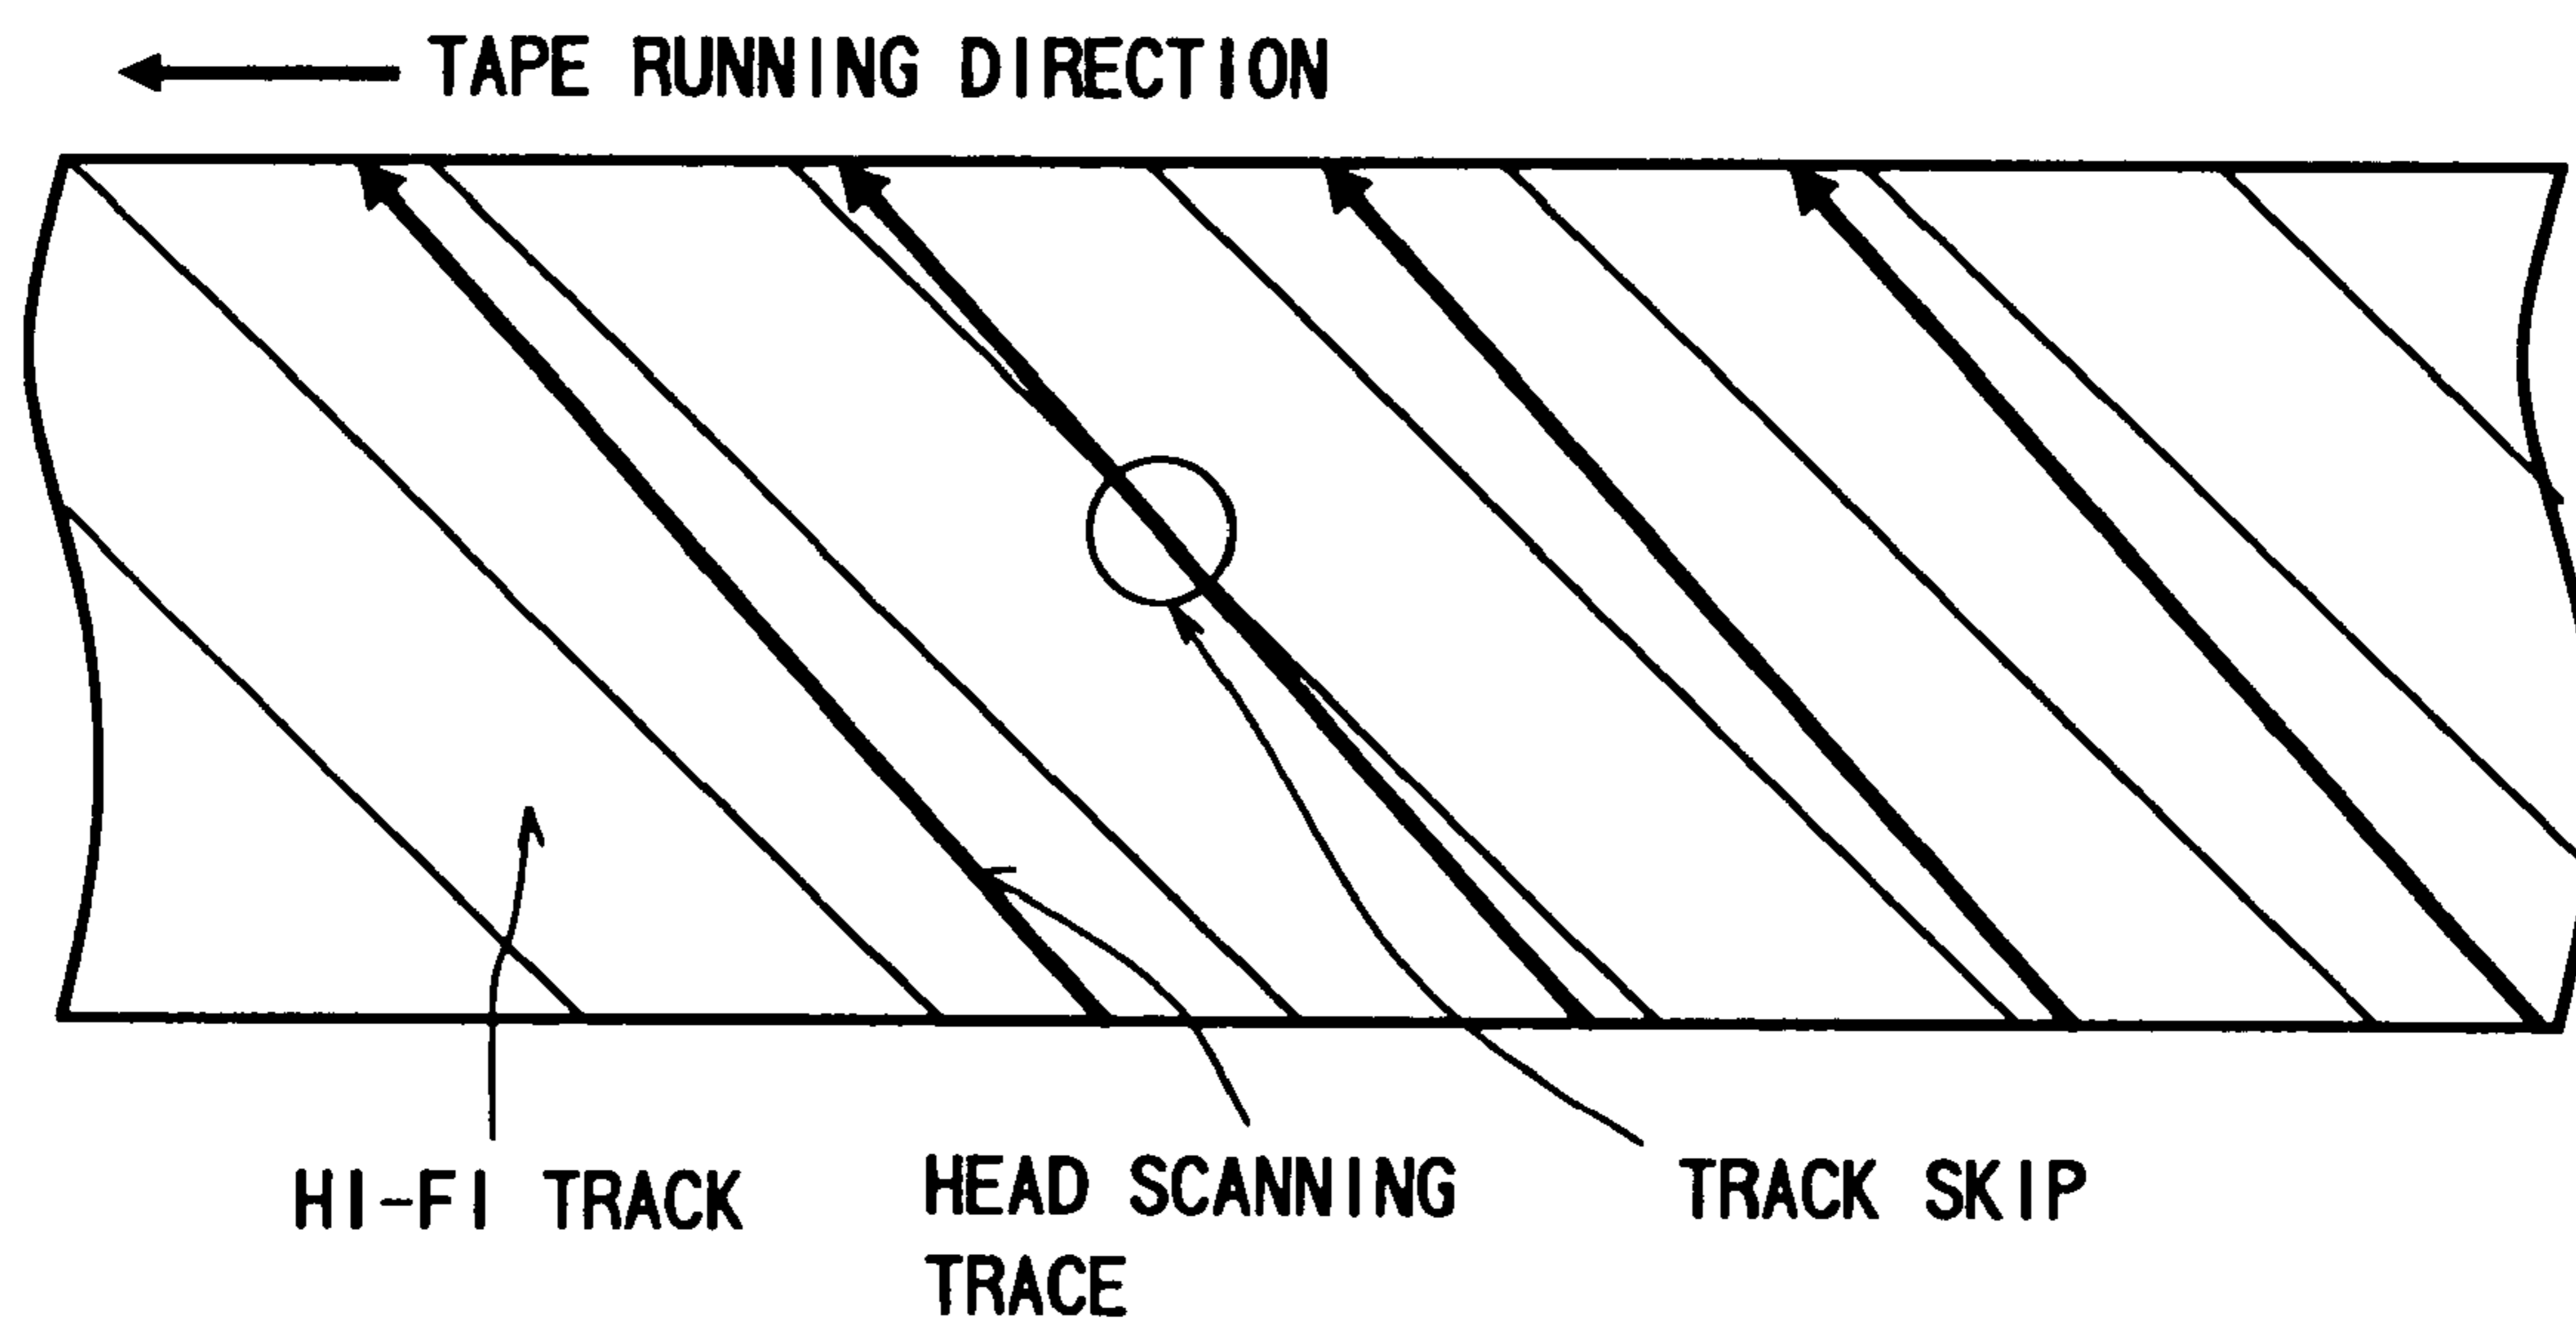 TAPE RUNNING DIRECTION
HI-FI TRACK
HEAD SCANNING
TRACE
TRACK SKIP